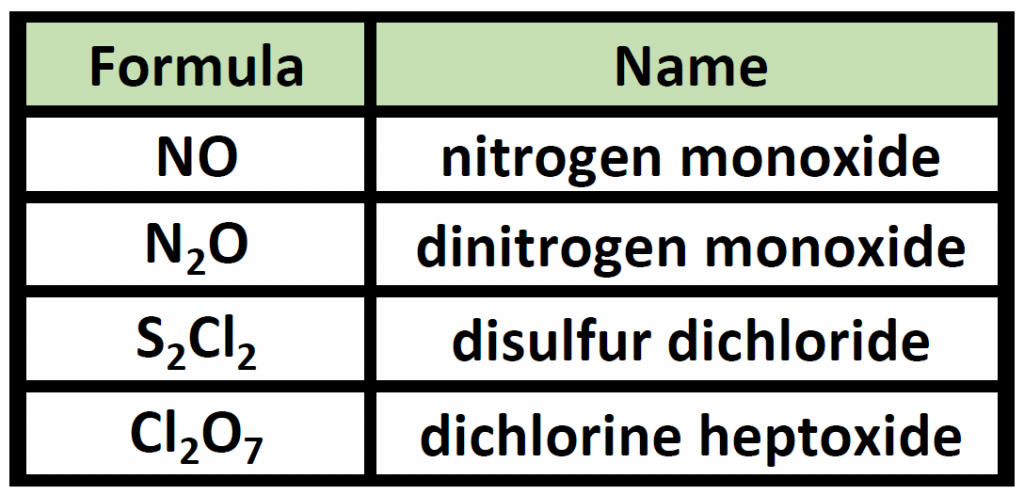 Formula Name
NO nitrogen monoxide
N₂O dinitrogen monoxide
S₂Cl₂ disulfur dichloride
Cl₂O₇ dichlorine heptoxide